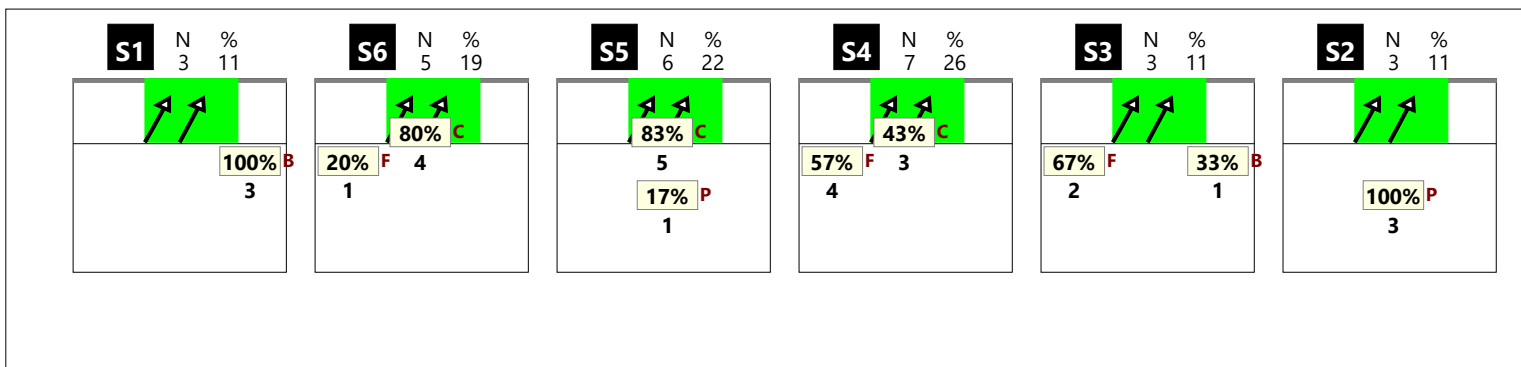 S1 N % 3 11
S6 N % 5 19
S5 N % 6 22
S4 N % 7 26
S3 N % 3 11
S2 N % 3 11
100% B
3
20% F
1
80% C
4
83% C
5
17% P
1
57% F
4
43% C
3
67% F
2
33% B
1
100% P
3